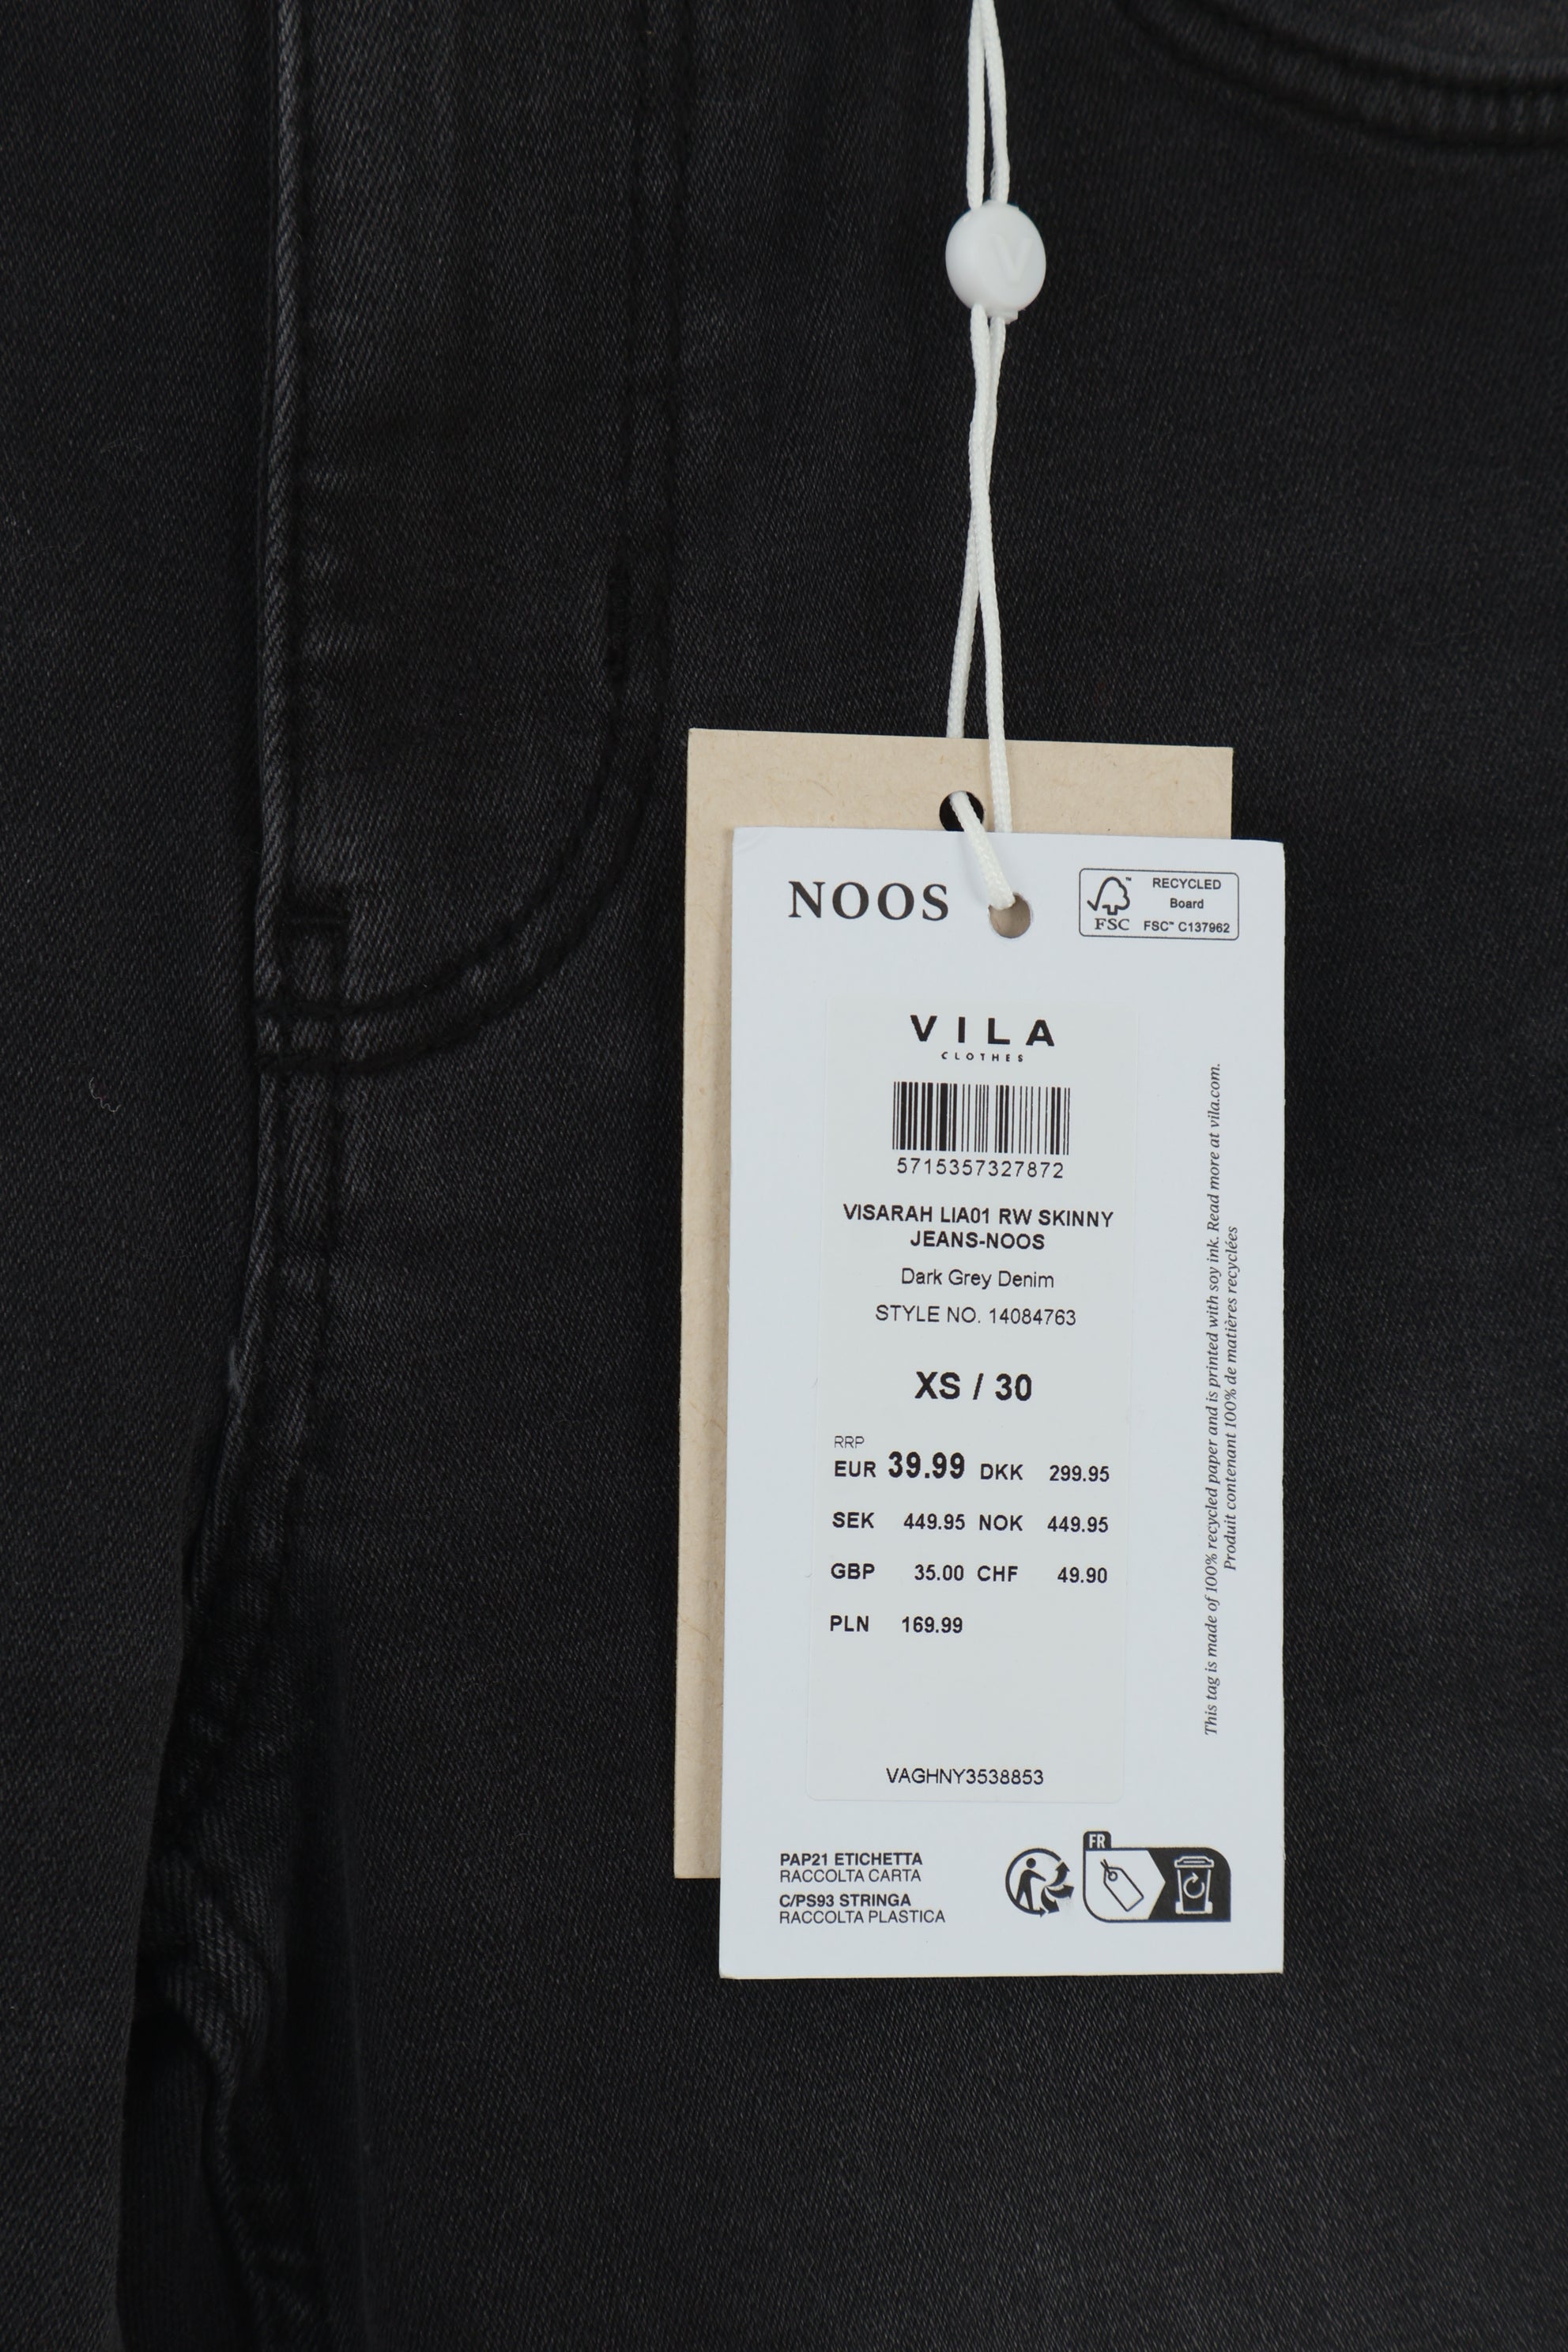 V
NOOS
FSC™
RECYCLED
Board
FSC™ C137962
VILA
CLOTHES
5715357327872
VISARAH LIA01 RW SKINNY
JEANS-NOOS
Dark Grey Denim
STYLE NO. 14084763
XS / 30
RRP
EUR 39.99 DKK 299.95
SEK 449.95 NOK 449.95
GBP 35.00 CHF 49.90
PLN 169.99
VAGHNY3538853
This tag is made of 100% recycled paper and is printed with soy ink. Read more at vila.com.
Produit contenant 100% de matières recyclées
PAP21 ETICHETTA
RACCOLTA CARTA
C/PS93 STRINGA
RACCOLTA PLASTICA
FR